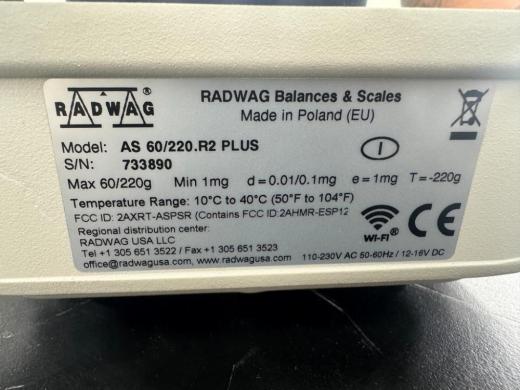 RADWAG®
RADWAG Balances & Scales
Made in Poland (EU)
Model: AS 60/220.R2 PLUS
S/N: 733890
Max 60/220g Min 1mg d=0.01/0.1mg e=1mg T=-220g
Temperature Range: 10°C to 40°C (50°F to 104°F)
FCC ID: 2AXRT-ASPSR (Contains FCC ID:2AHMR-ESP12
Regional distribution center:
RADWAG USA LLC
Tel +1 305 651 3522 / Fax +1 305 651 3523
office@radwagusa.com, www.radwagusa.com
WI-FI®
CE
110-230V AC 50-60Hz / 12-16V DC